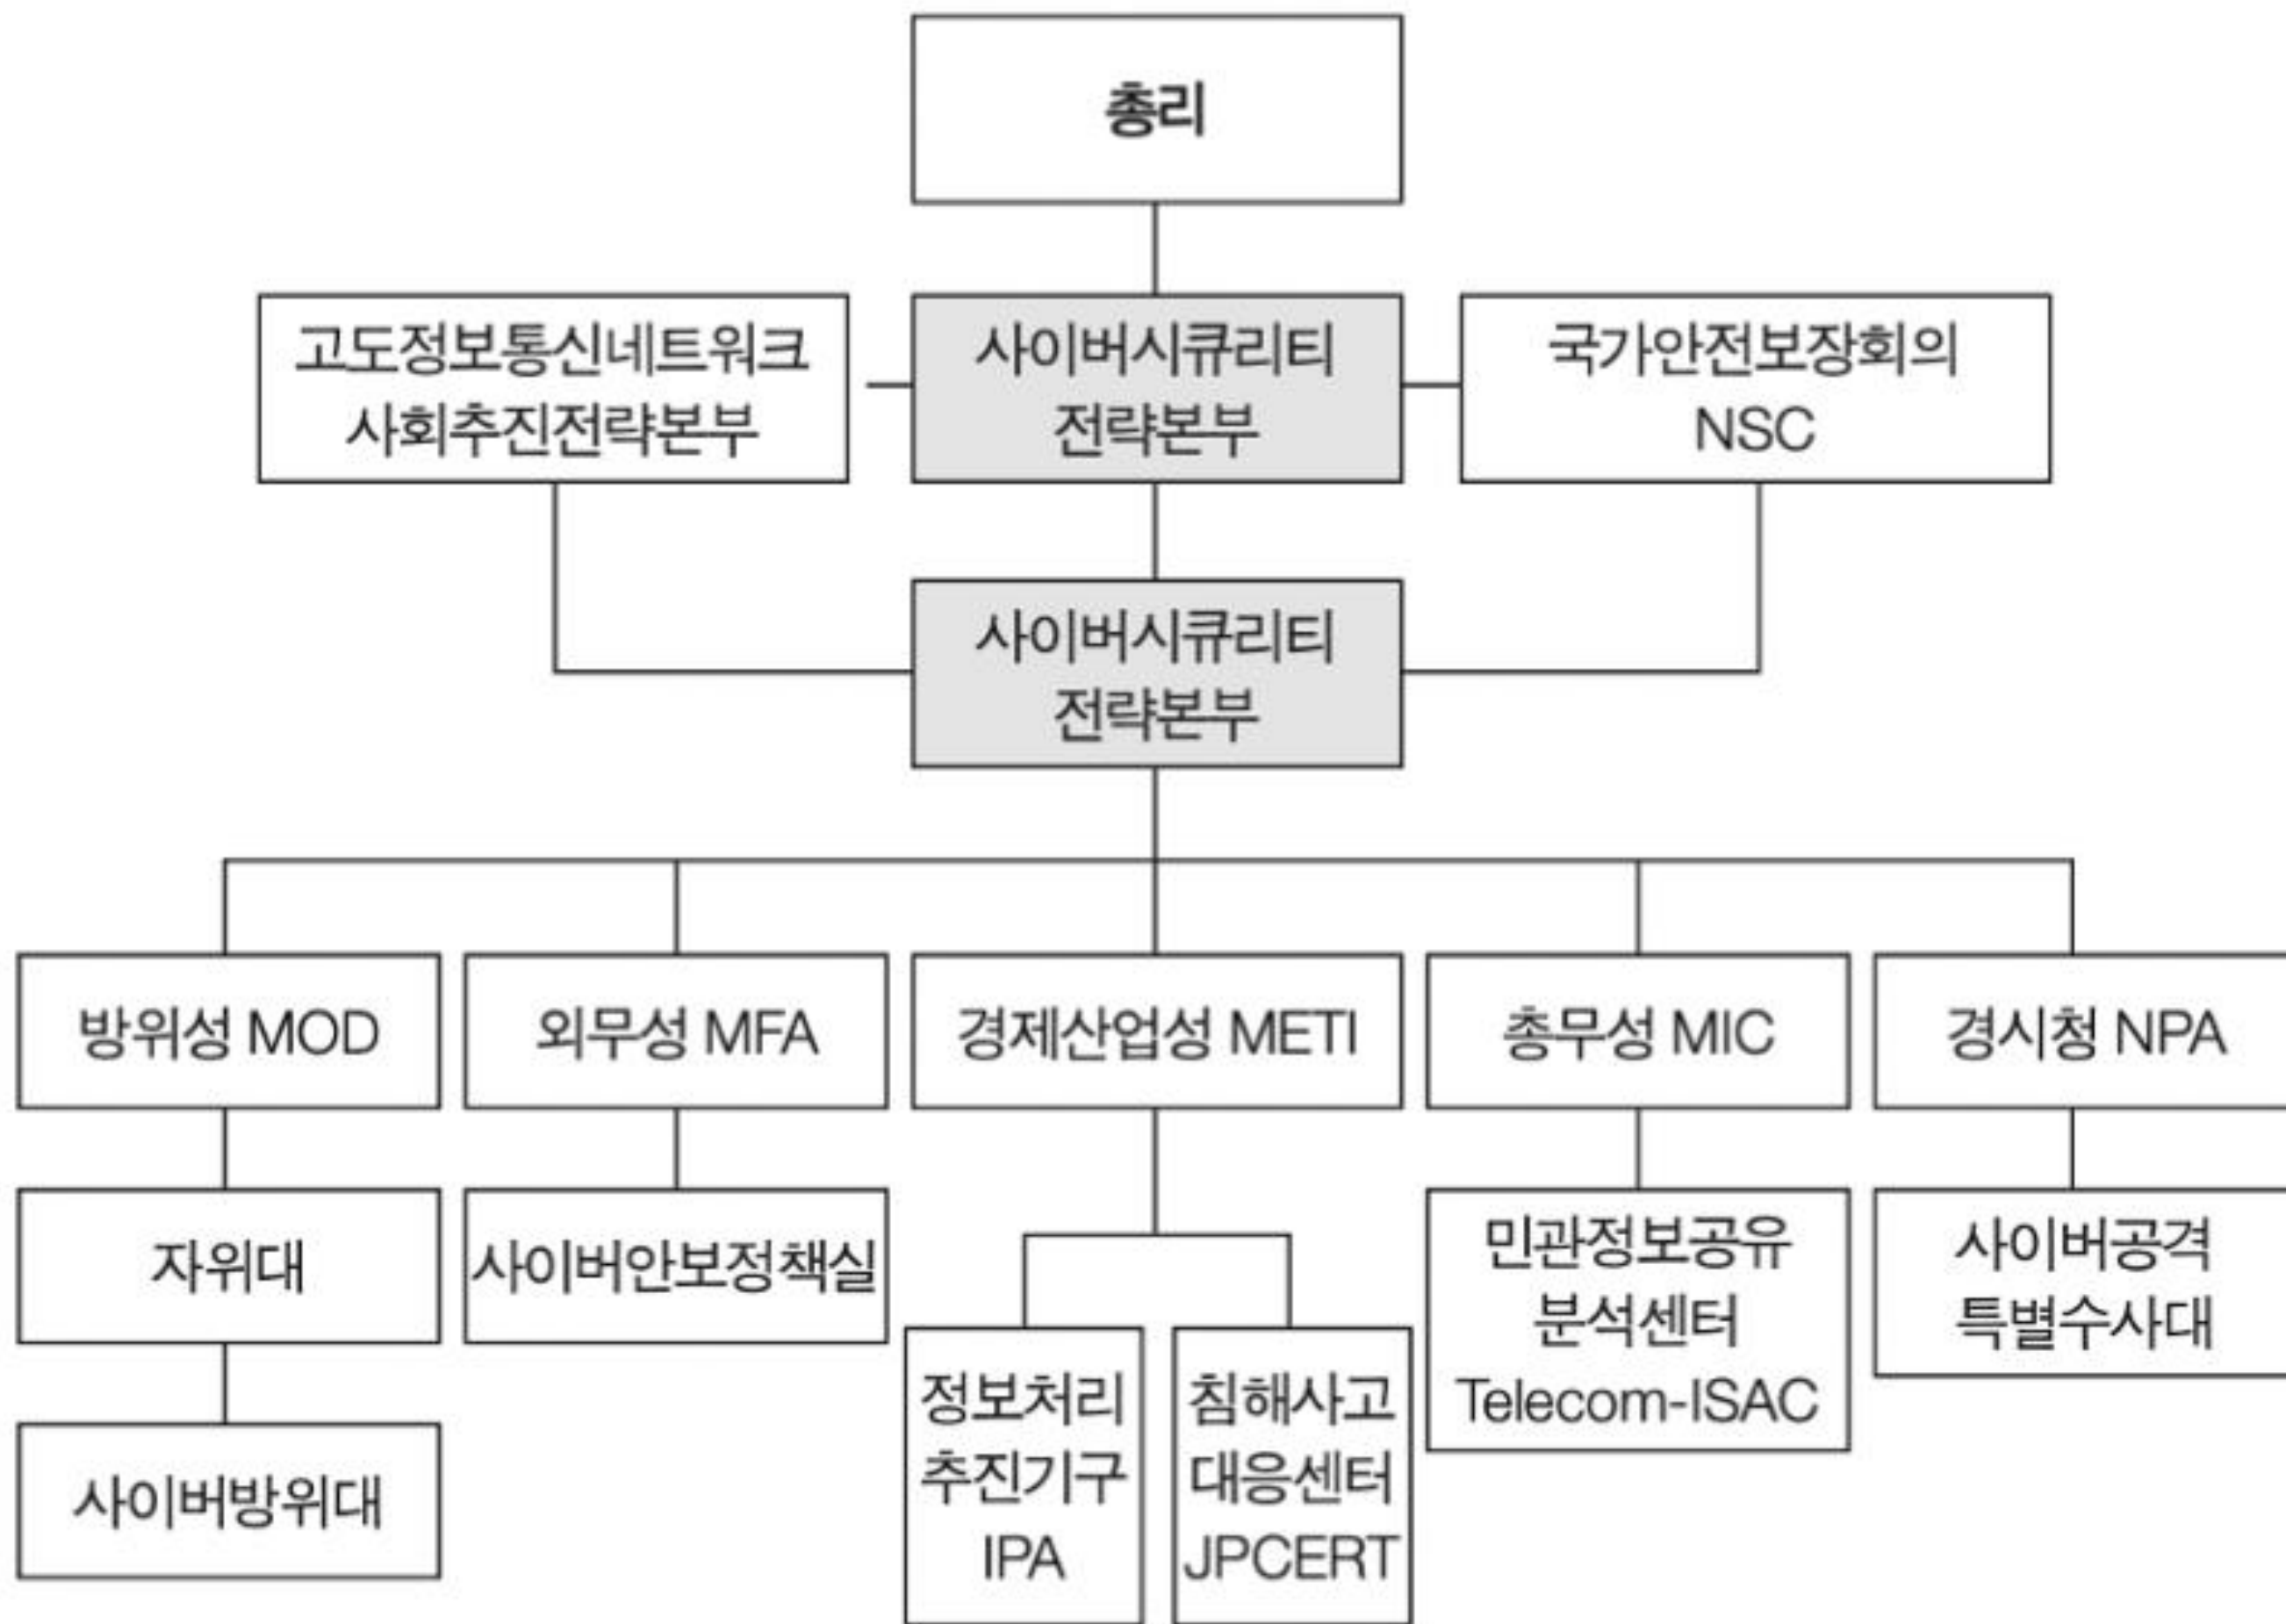 총리
고도정보통신네트워크
사회추진전략본부
사이버시큐리티
전략본부
국가안전보장회의
NSC
사이버시큐리티
전략본부
방위성 MOD
외무성 MFA
경제산업성 METI
총무성 MIC
경시청 NPA
자위대
사이버안보정책실
민관정보공유
분석센터
Telecom-ISAC
사이버공격
특별수사대
사이버방위대
정보처리
추진기구
IPA
침해사고
대응센터
JPCERT